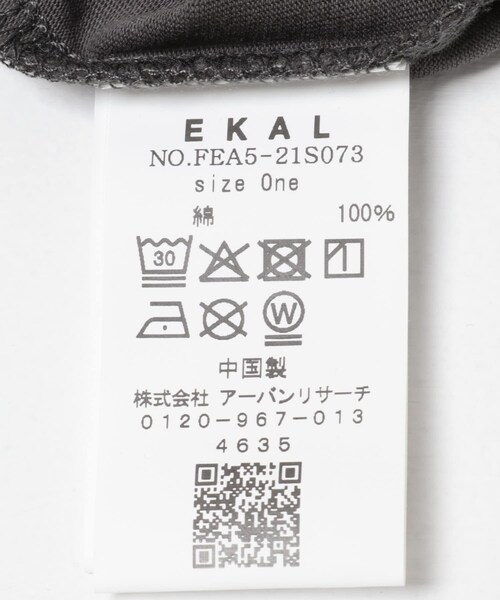 EKAL
NO.FEA5-21S073
size One
綿 100%
30
W
中国製
株式会社 アーバンリサーチ
0120-967-013
4635